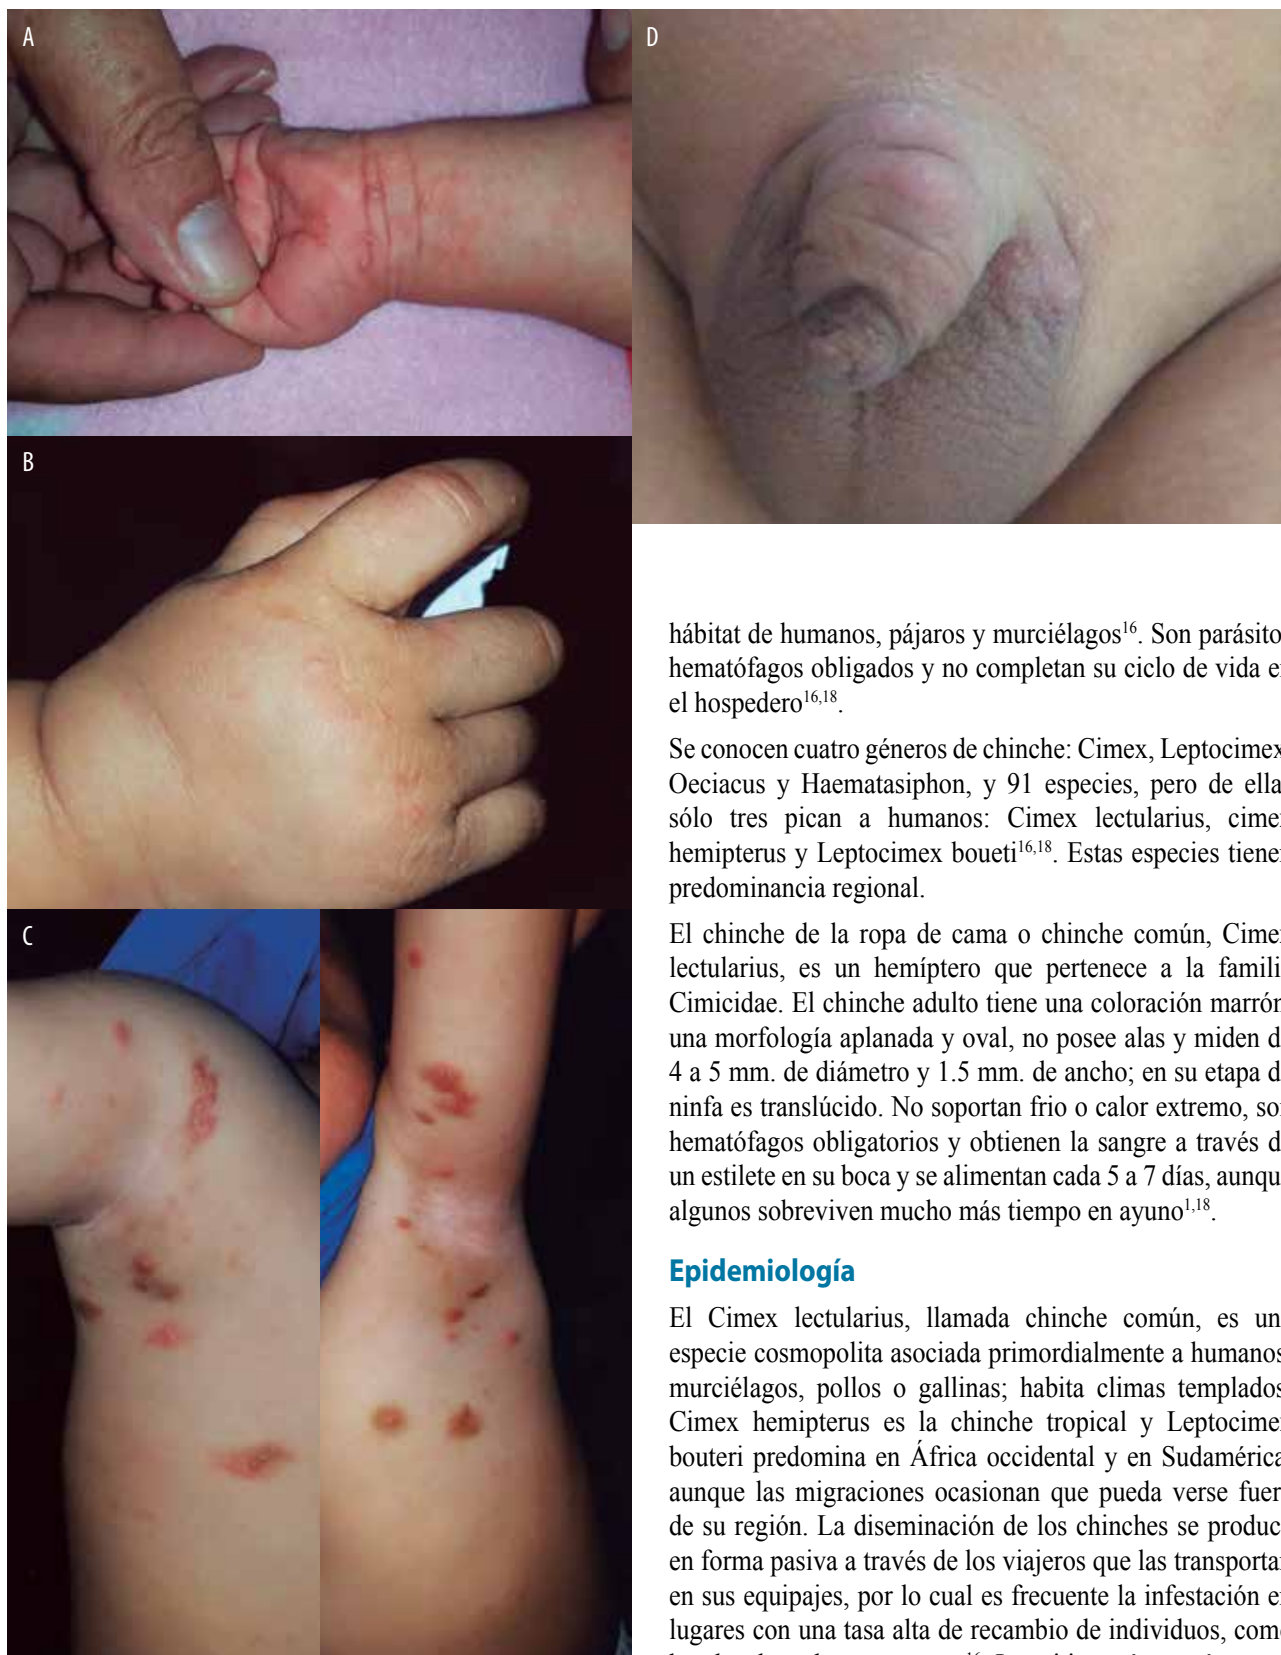 A
D
B
C
hábitat de humanos, pájaros y murciélagos16. Son parásito
hematófagos obligados y no completan su ciclo de vida e
el hospedero16,18.
Se conocen cuatro géneros de chinche: Cimex, Leptocimex
Oeciacus y Haematasiphon, y 91 especies, pero de ella
sólo tres pican a humanos: Cimex lectularius, cimex
hemipterus y Leptocimex boueti16,18. Estas especies tiene
predominancia regional.
El chinche de la ropa de cama o chinche común, Cimex
lectularius, es un hemíptero que pertenece a la famili
Cimicidae. El chinche adulto tiene una coloración marrón
una morfología aplanada y oval, no posee alas y miden d
4 a 5 mm. de diámetro y 1.5 mm. de ancho; en su etapa d
ninfa es translúcido. No soportan frio o calor extremo, so
hematófagos obligatorios y obtienen la sangre a través d
un estilete en su boca y se alimentan cada 5 a 7 días, aunqu
algunos sobreviven mucho más tiempo en ayuno1,18.
Epidemiología
El Cimex lectularius, llamada chinche común, es un
especie cosmopolita asociada primordialmente a humanos
murciélagos, pollos o gallinas; habita climas templados
Cimex hemipterus es la chinche tropical y Leptocimex
bouteri predomina en África occidental y en Sudamérica
aunque las migraciones ocasionan que pueda verse fuer
de su región. La diseminación de los chinches se produc
en forma pasiva a través de los viajeros que las transporta
en sus equipajes, por lo cual es frecuente la infestación e
lugares con una tasa alta de recambio de individuos, como